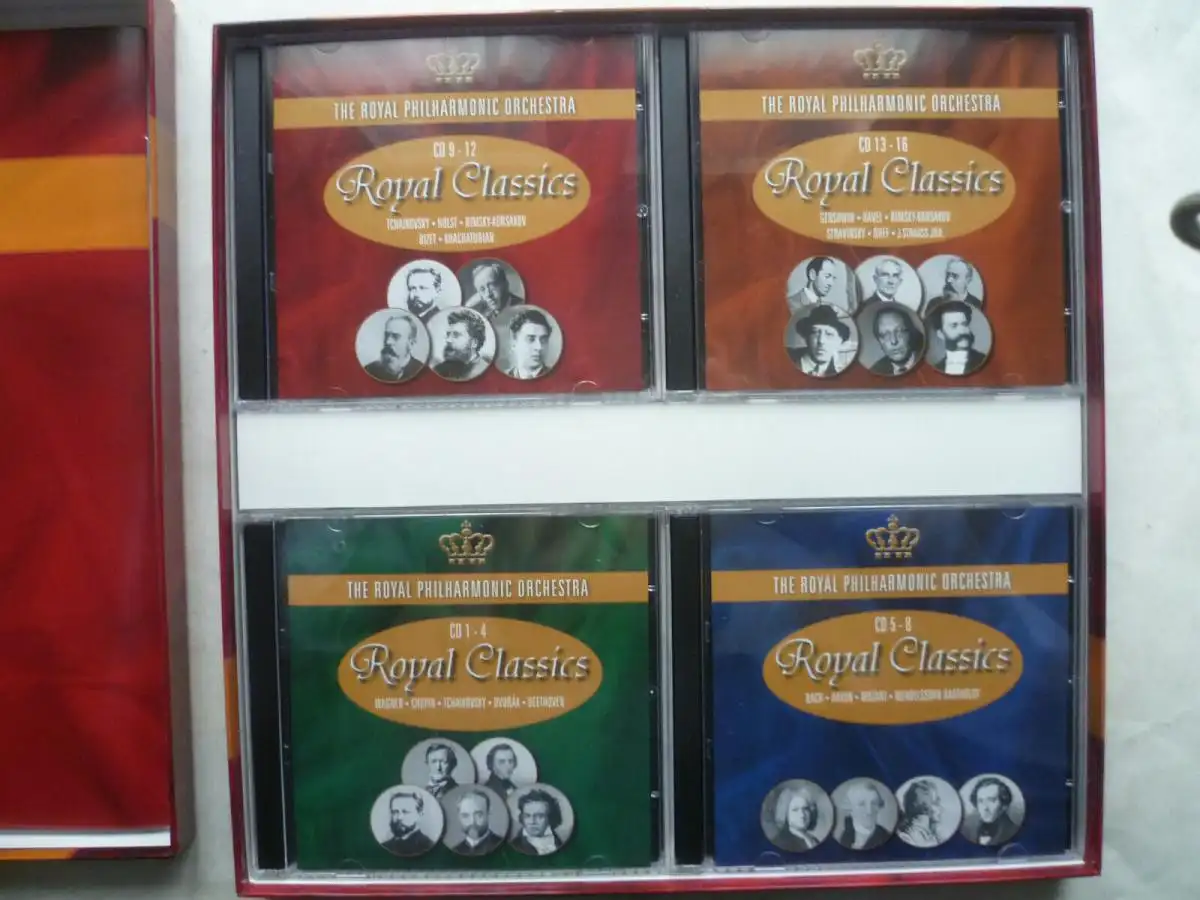 THE ROYAL PHILHARMONIC ORCHESTRA
CD 9 - 12
Royal Classics
TCHAIKOVSKY • HOLST • RIMSKY-KORSAKOV
BIZET • KHACHATURIAN
THE ROYAL PHILHARMONIC ORCHESTRA
CD 13 - 16
Royal Classics
GERSHWIN • RAVEL • RIMSKY-KORSAKOV
STRAVINSKY • ORFF • J.STRAUSS JNR.
THE ROYAL PHILHARMONIC ORCHESTRA
CD 1 - 4
Royal Classics
WAGNER • CHOPIN • TCHAIKOVSKY • DVORÁK • BEETHOVEN
THE ROYAL PHILHARMONIC ORCHESTRA
CD 5 - 8
Royal Classics
BACH • HAYDN • MOZART • MENDELSSOHN BARTHOLDY